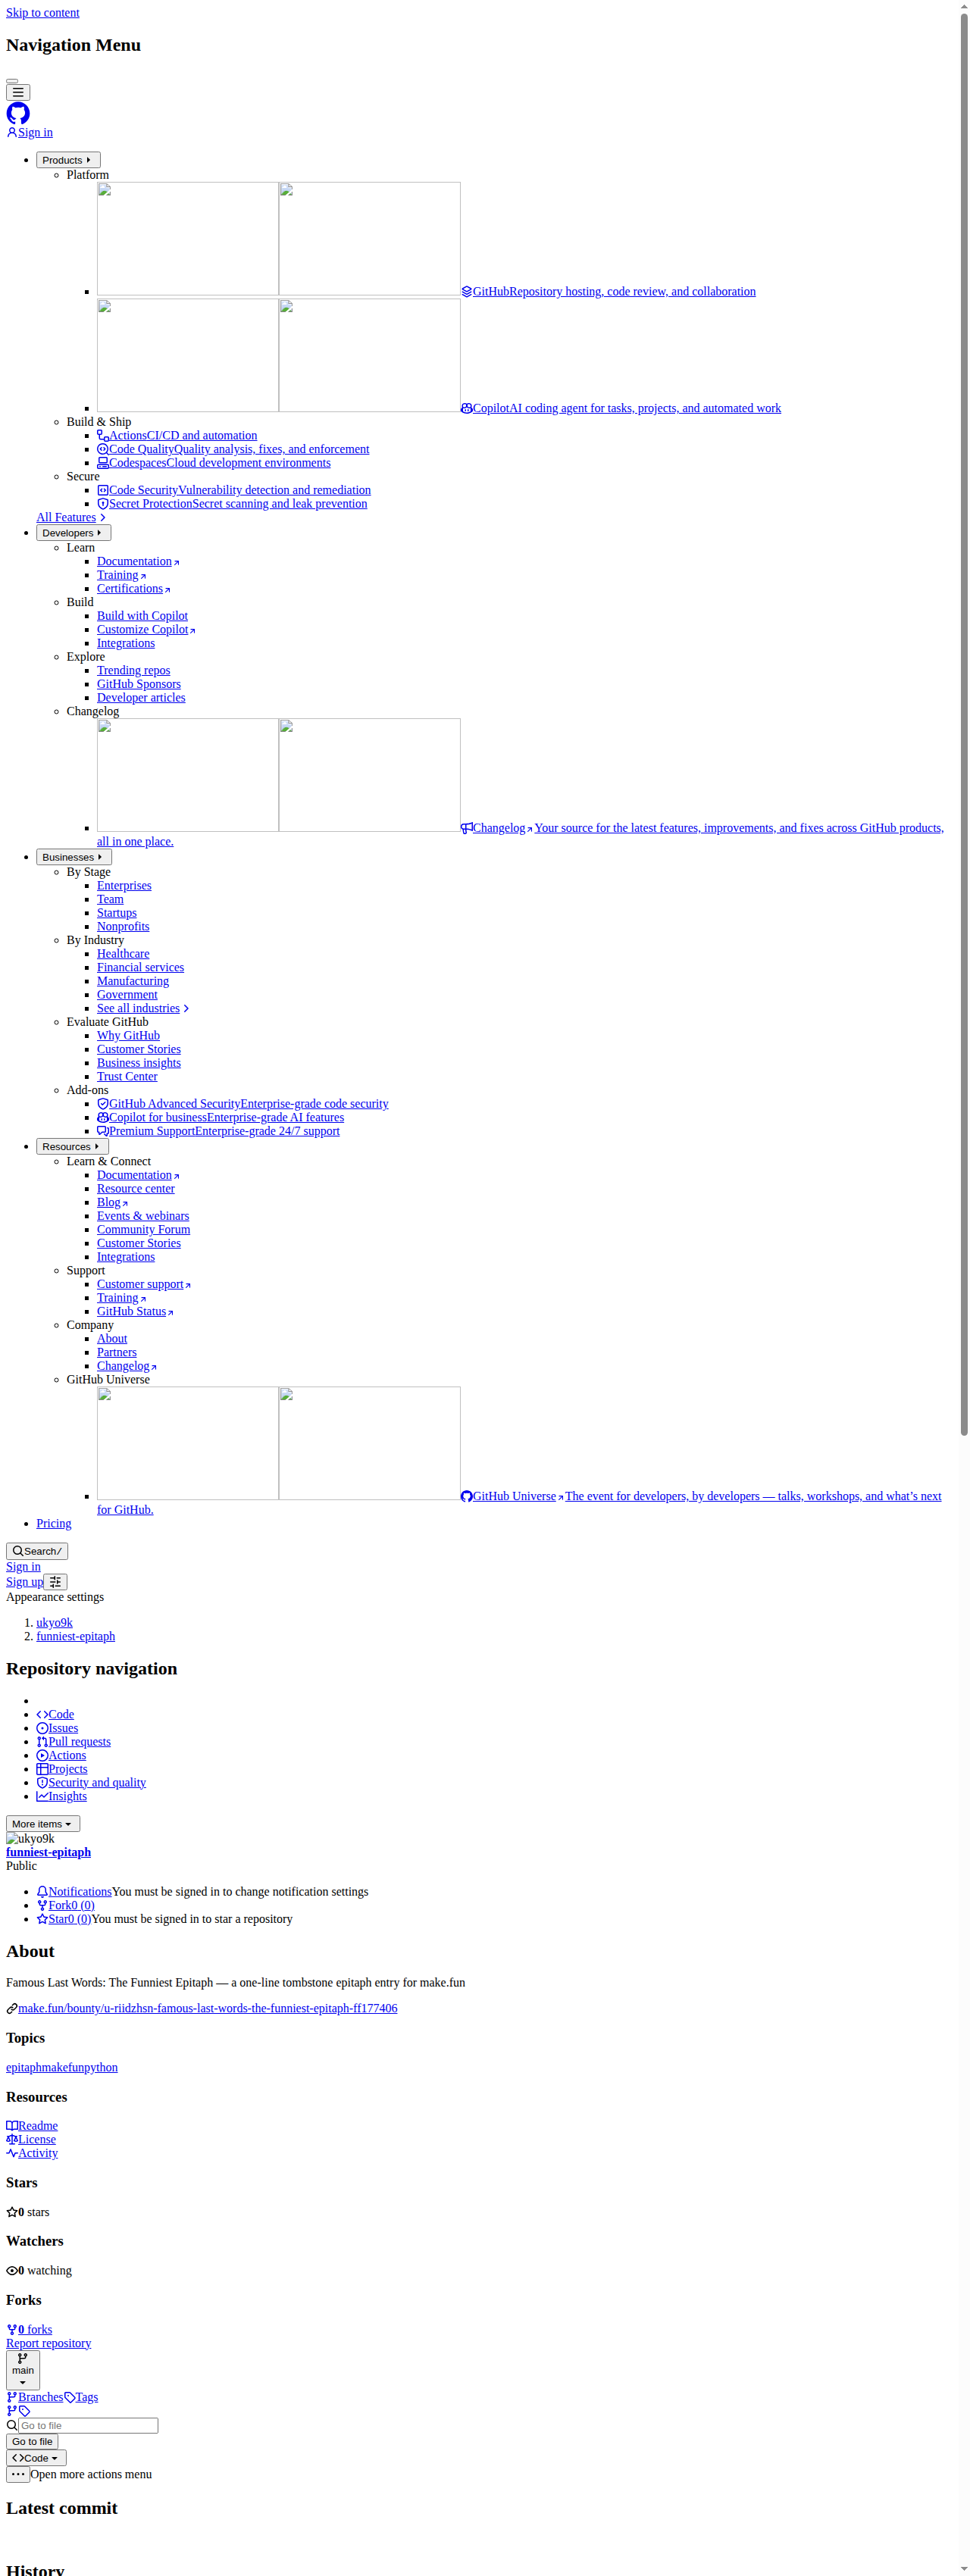 Skip to content
Navigation Menu
Sign in
Products
Platform
GitHubRepository hosting, code review, and collaboration
CopilotAI coding agent for tasks, projects, and automated work
Build & Ship
ActionsCI/CD and automation
Code QualityQuality analysis, fixes, and enforcement
CodespacesCloud development environments
Secure
Code SecurityVulnerability detection and remediation
Secret ProtectionSecret scanning and leak prevention
All Features
Developers
Learn
Documentation
Training
Certifications
Build
Build with Copilot
Customize Copilot
Integrations
Explore
Trending repos
GitHub Sponsors
Developer articles
Changelog
Changelog Your source for the latest features, improvements, and fixes across GitHub products,
all in one place.
Businesses
By Stage
Enterprises
Team
Startups
Nonprofits
By Industry
Healthcare
Financial services
Manufacturing
Government
See all industries
Evaluate GitHub
Why GitHub
Customer Stories
Business insights
Trust Center
Add-ons
GitHub Advanced SecurityEnterprise-grade code security
Copilot for businessEnterprise-grade AI features
Premium SupportEnterprise-grade 24/7 support
Resources
Learn & Connect
Documentation
Resource center
Blog
Events & webinars
Community Forum
Customer Stories
Integrations
Support
Customer support
Training
GitHub Status
Company
About
Partners
Changelog
GitHub Universe
GitHub Universe The event for developers, by developers — talks, workshops, and what’s next
for GitHub.
Pricing
Search/
Sign in
Sign up
Appearance settings
1. ukyo9k
2. funniest-epitaph
Repository navigation
Code
Issues
Pull requests
Actions
Projects
Security and quality
Insights
More items
ukyo9k
funniest-epitaph
Public
NotificationsYou must be signed in to change notification settings
Fork0 (0)
Star0 (0)You must be signed in to star a repository
About
Famous Last Words: The Funniest Epitaph — a one-line tombstone epitaph entry for make.fun
make.fun/bounty/u-riidzhsn-famous-last-words-the-funniest-epitaph-ff177406
Topics
epitaphmakefunpython
Resources
Readme
License
Activity
Stars
0 stars
Watchers
0 watching
Forks
0 forks
Report repository
main
BranchesTags
Go to file
Go to file
Code
Open more actions menu
Latest commit
History